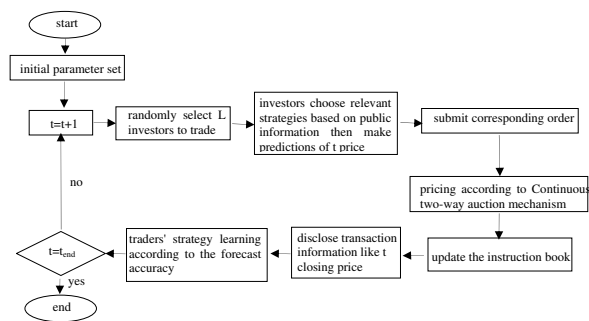 start
initial parameter set
t=t+1
randomly select L
investors to trade
investors choose relevant
strategies based on public
information then make
predictions of t price
submit corresponding order
pricing according to Continuous
two-way auction mechanism
update the instruction book
disclose transaction
information like t
closing price
traders' strategy learning
according to the forecast
accuracy
t=tend
no
yes
end